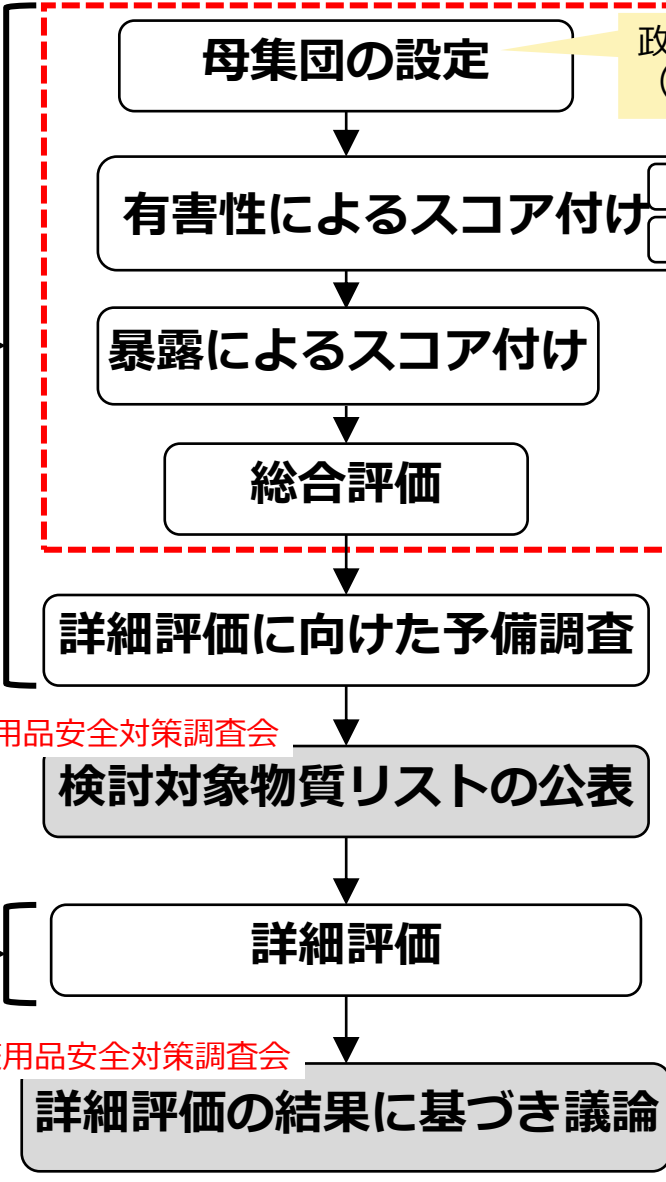 母集団の設定
政
（
有害性によるスコア付け
暴露によるスコア付け
総合評価
詳細評価に向けた予備調査
用品安全対策調査会
検討対象物質リストの公表
詳細評価
用品安全対策調査会
詳細評価の結果に基づき議論